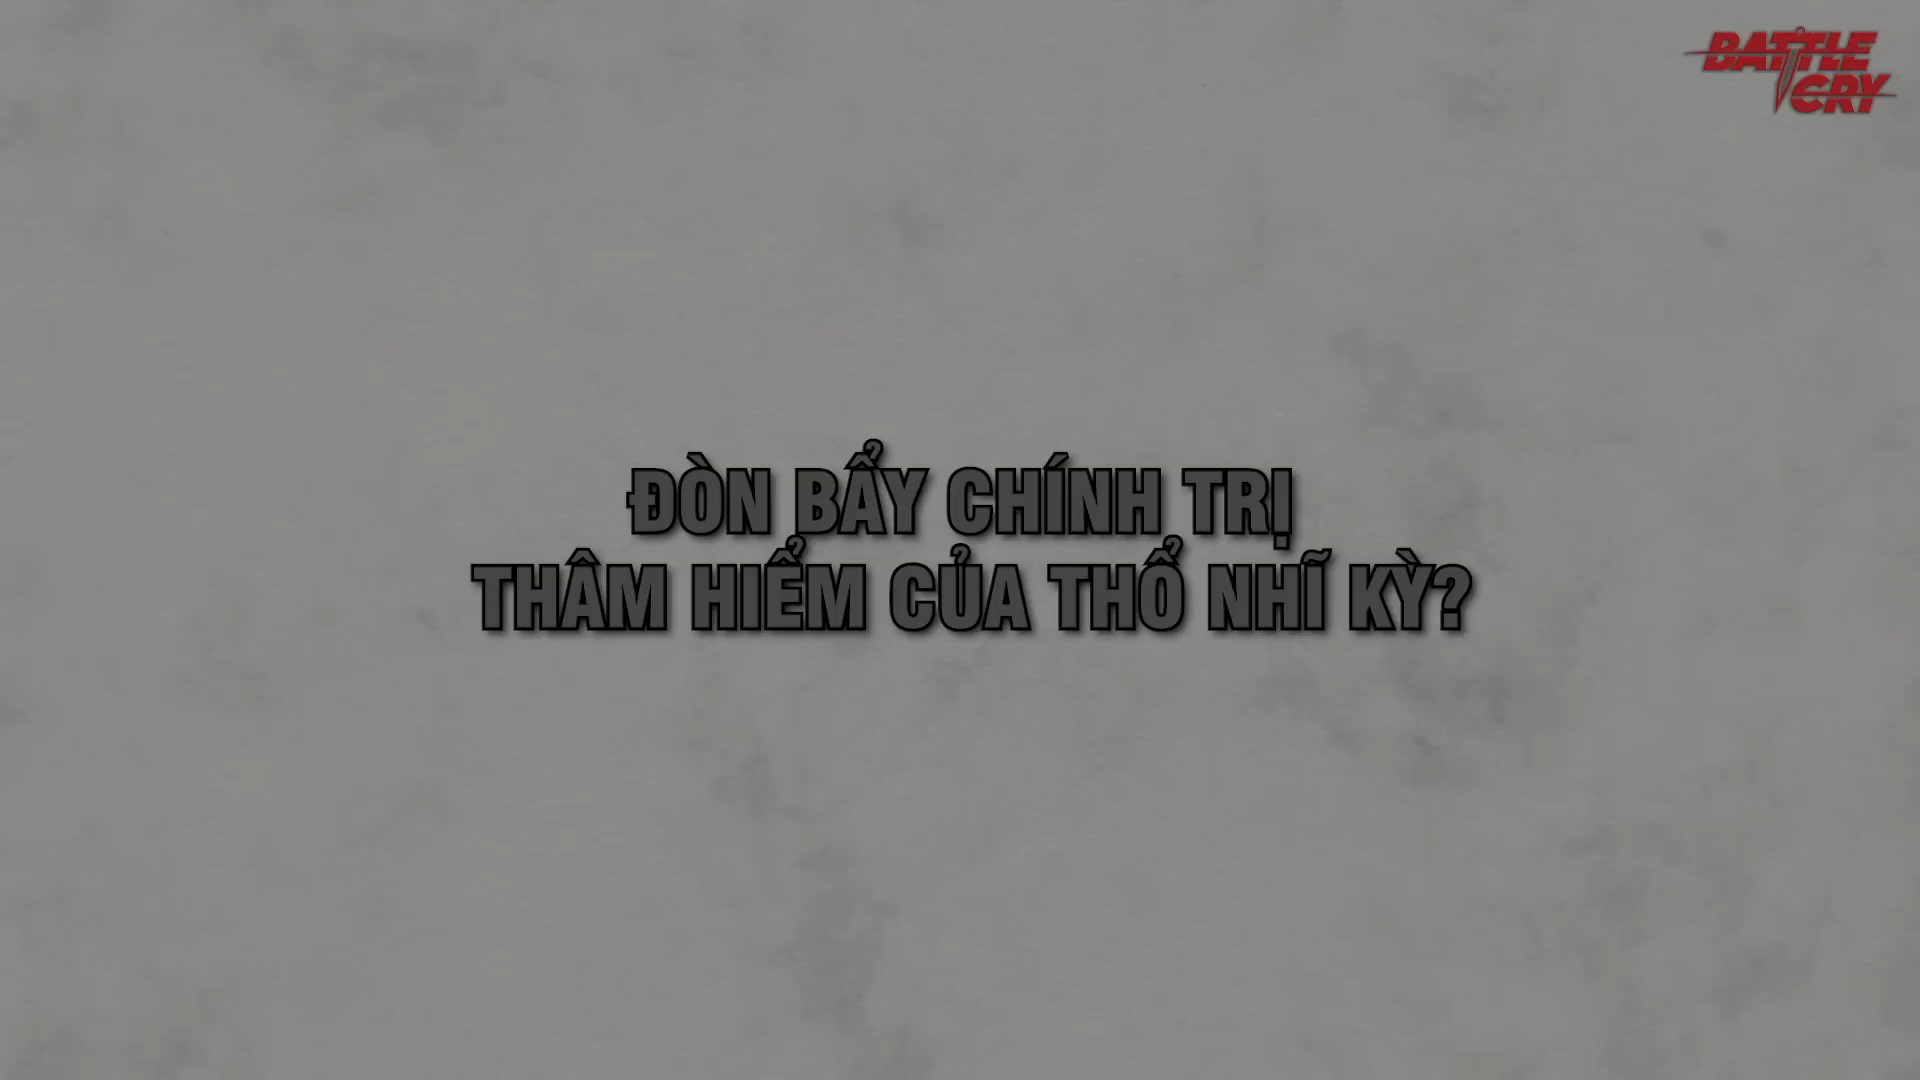 BATTLE
CRY
ĐÒN BẨY CHÍNH TRỊ
THÂM HIỂM CỦA THỔ NHĨ KỲ?